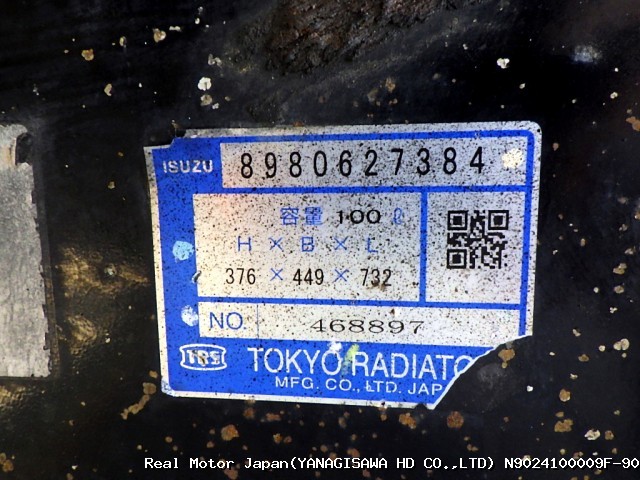 ISUZU 8980627384
容量 100 ℓ
H × B × L
376 × 449 × 732
NO. 468897
TRS TOKYO RADIATO
MFG. CO., LTD. JAP
Real Motor Japan(YANAGISAWA HD CO.,LTD) N9024100009F-90